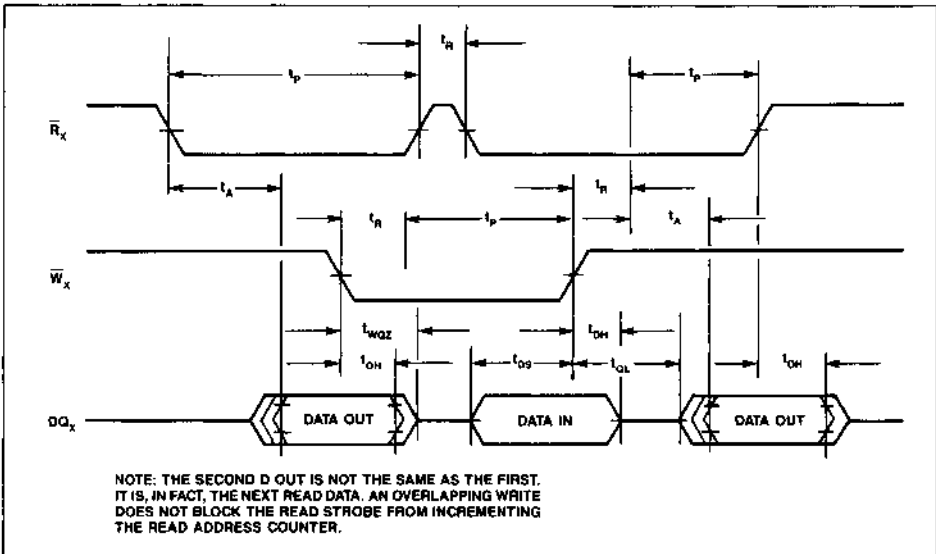 tR
tP
tP
R̅X
tA
tR
tR
tP
tA
W̅X
tWQZ
tDH
tOH
tDS
tQL
tOH
DQX
DATA OUT
DATA IN
DATA OUT
NOTE: THE SECOND D OUT IS NOT THE SAME AS THE FIRST.
IT IS, IN FACT, THE NEXT READ DATA. AN OVERLAPPING WRITE
DOES NOT BLOCK THE READ STROBE FROM INCREMENTING
THE READ ADDRESS COUNTER.